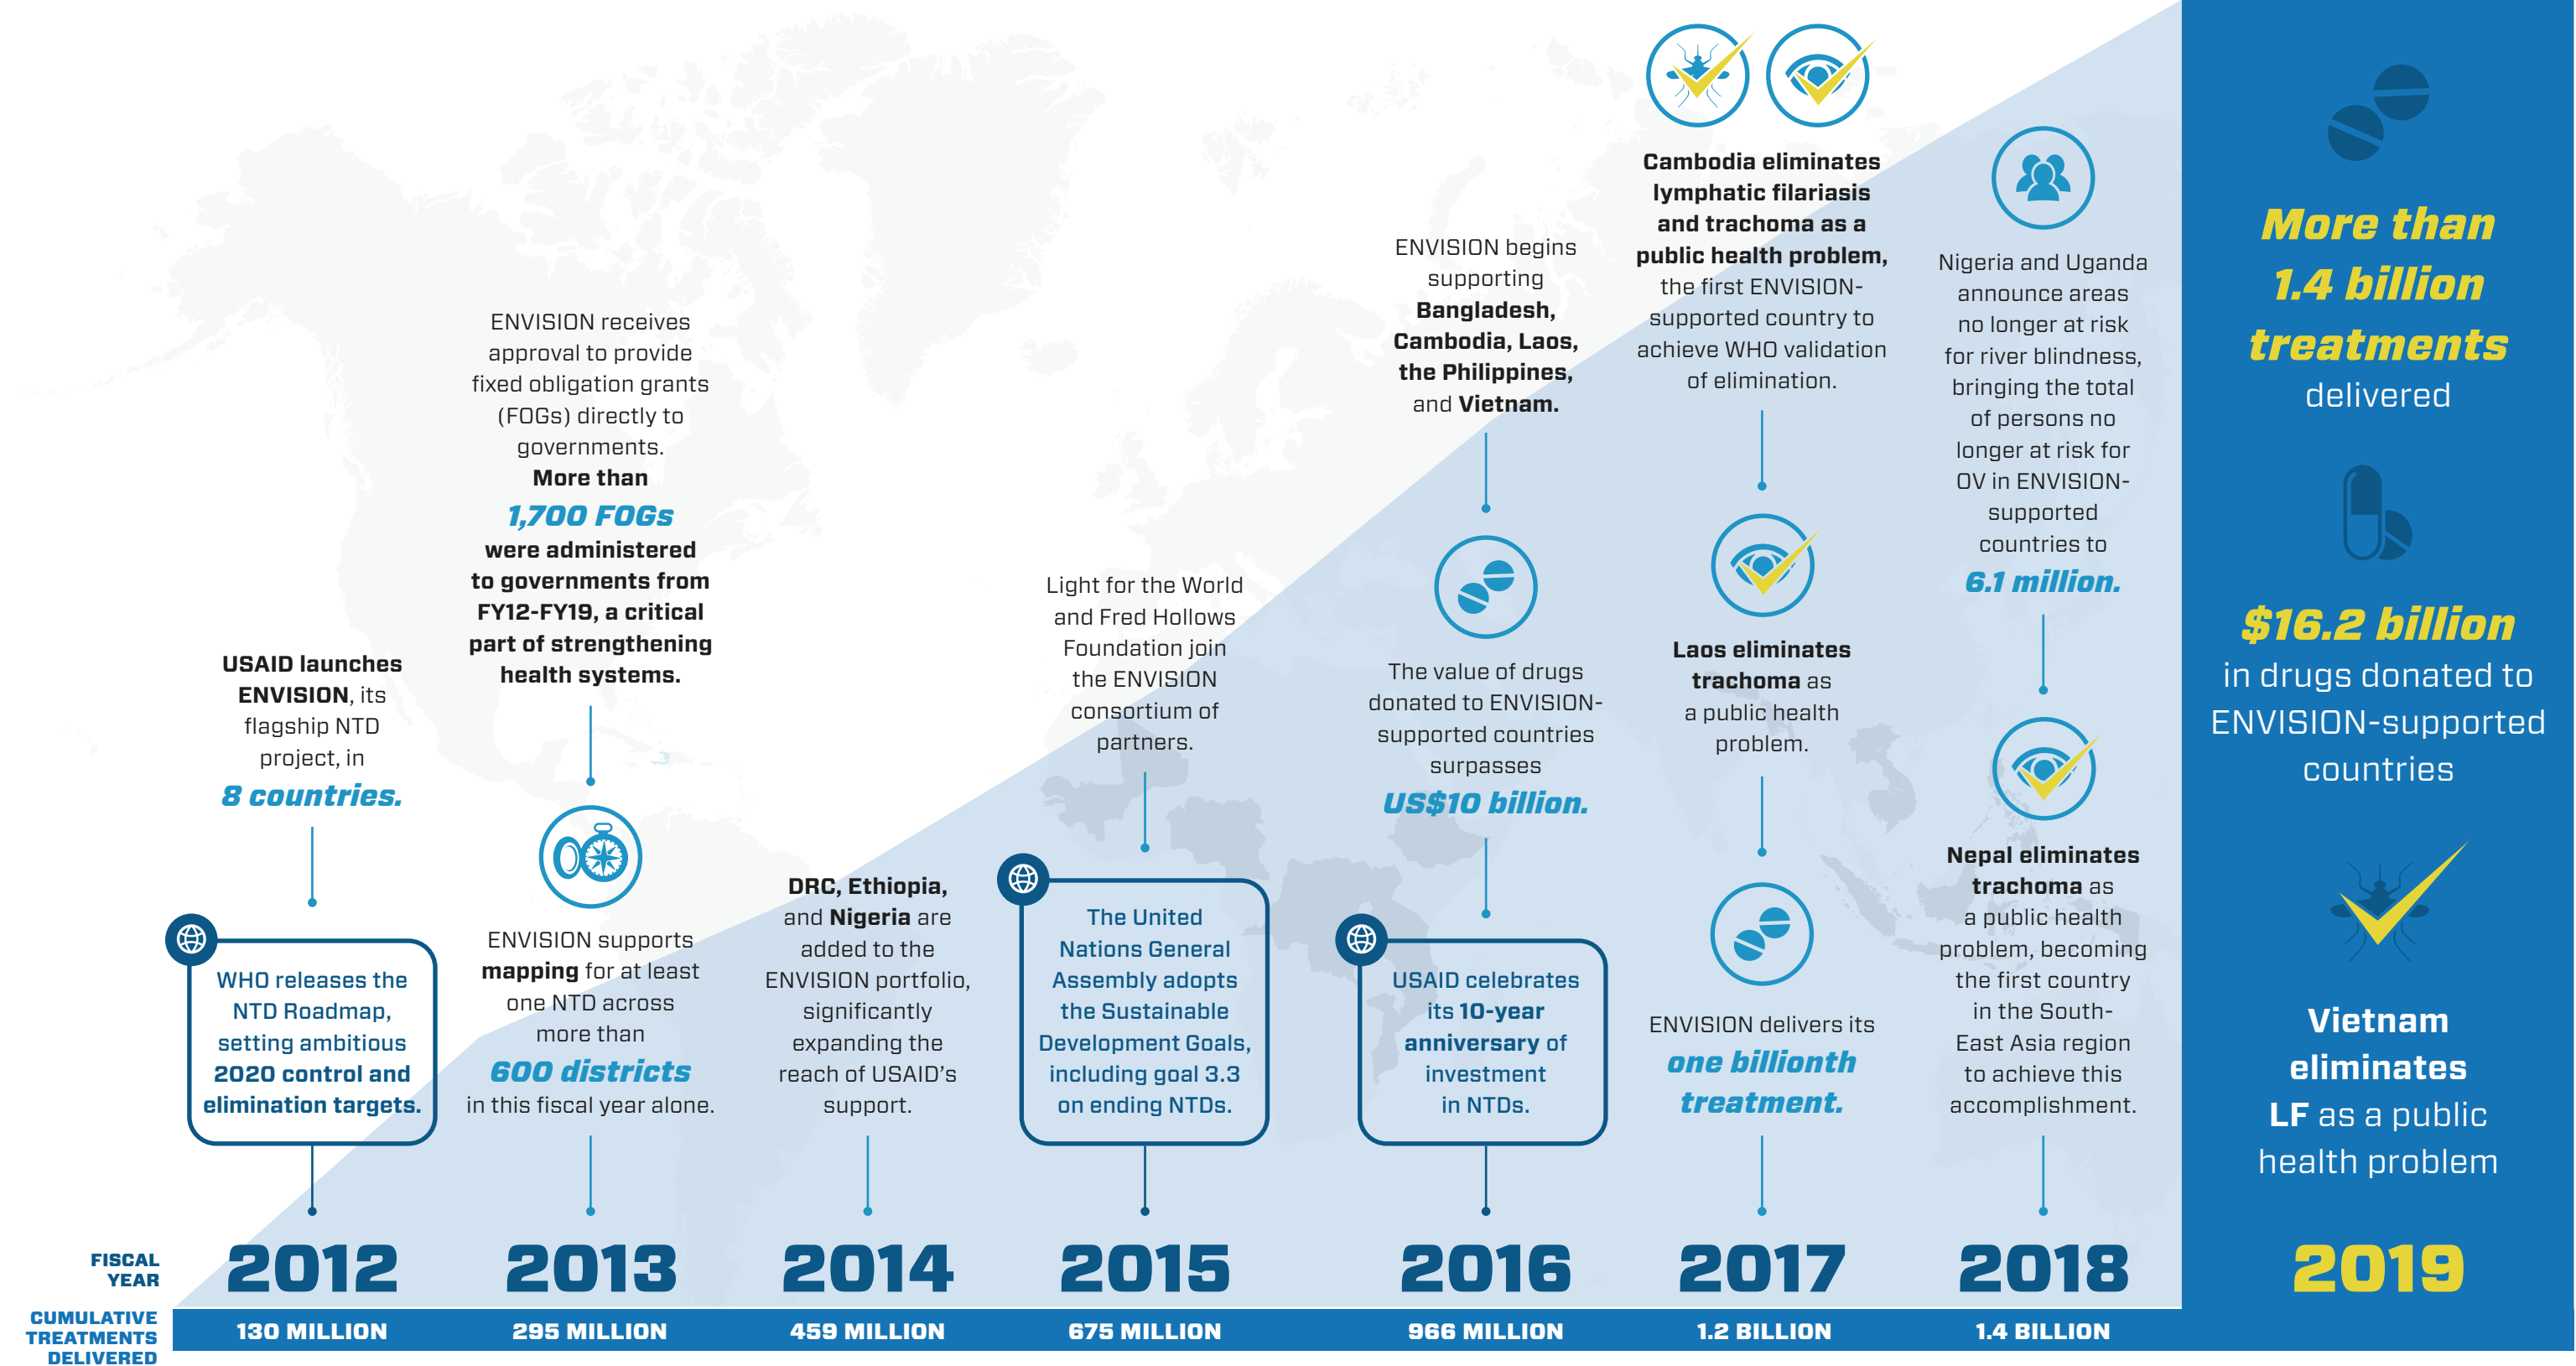 USAID launches
ENVISION, its
flagship NTD
project, in
8 countries.
WHO releases the
NTD Roadmap,
setting ambitious
2020 control and
elimination targets.
ENVISION receives
approval to provide
fixed obligation grants
(FOGs) directly to
governments.
More than
1,700 FOGs
were administered
to governments from
FY12-FY19, a critical
part of strengthening
health systems.
ENVISION supports
mapping for at least
one NTD across
more than
600 districts
in this fiscal year alone.
DRC, Ethiopia,
and Nigeria are
added to the
ENVISION portfolio,
significantly
expanding the
reach of USAID's
support.
Light for the World
and Fred Hollows
Foundation join
the ENVISION
consortium of
partners.
The United
Nations General
Assembly adopts
the Sustainable
Development Goals,
including goal 3.3
on ending NTDs.
ENVISION begins
supporting
Bangladesh,
Cambodia, Laos,
the Philippines,
and Vietnam.
The value of drugs
donated to ENVISION-
supported countries
surpasses
US$10 billion.
USAID celebrates
its 10-year
anniversary of
investment
in NTDs.
Cambodia eliminates
lymphatic filariasis
and trachoma as a
public health problem,
the first ENVISION-
supported country to
achieve WHO validation
of elimination.
Laos eliminates
trachoma as
a public health
problem.
ENVISION delivers its
one billionth
treatment.
Nigeria and Uganda
announce areas
no longer at risk
for river blindness,
bringing the total
of persons no
longer at risk for
OV in ENVISION-
supported
countries to
6.1 million.
Nepal eliminates
trachoma as
a public health
problem, becoming
the first country
in the South-
East Asia region
to achieve this
accomplishment.
More than
1.4 billion
treatments
delivered
$16.2 billion
in drugs donated to
ENVISION-supported
countries
Vietnam
eliminates
LF as a public
health problem
FISCAL
YEAR
2012 2013 2014 2015 2016 2017 2018 2019
CUMULATIVE
TREATMENTS
DELIVERED
130 MILLION 295 MILLION 459 MILLION 675 MILLION 966 MILLION 1.2 BILLION 1.4 BILLION